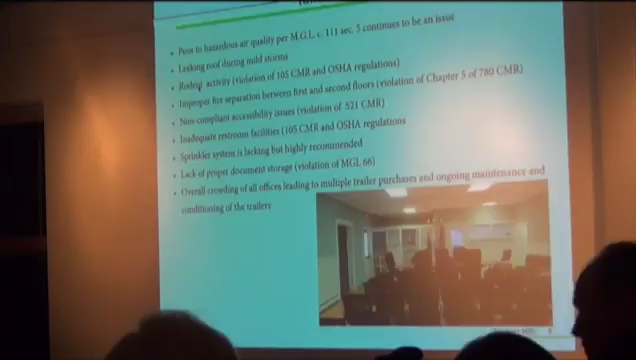 • Poor to hazardous air quality per M.G.L. c. 111 sec. 5 continues to be an issue
• Leaking roof during mild storms
• Rodent activity (violation of 105 CMR and OSHA regulations)
• Improper fire separation between first and second floors (violation of Chapter 5 of 780 CMR)
• Non-compliant accessibility issues (violation of 521 CMR)
• Inadequate restroom facilities (105 CMR and OSHA regulations
• Sprinkler system is lacking but highly recommended
• Lack of proper document storage (violation of MGL 66)
• Overall crowding of all offices leading to multiple trailer purchases and ongoing maintenance and
conditioning of the trailers